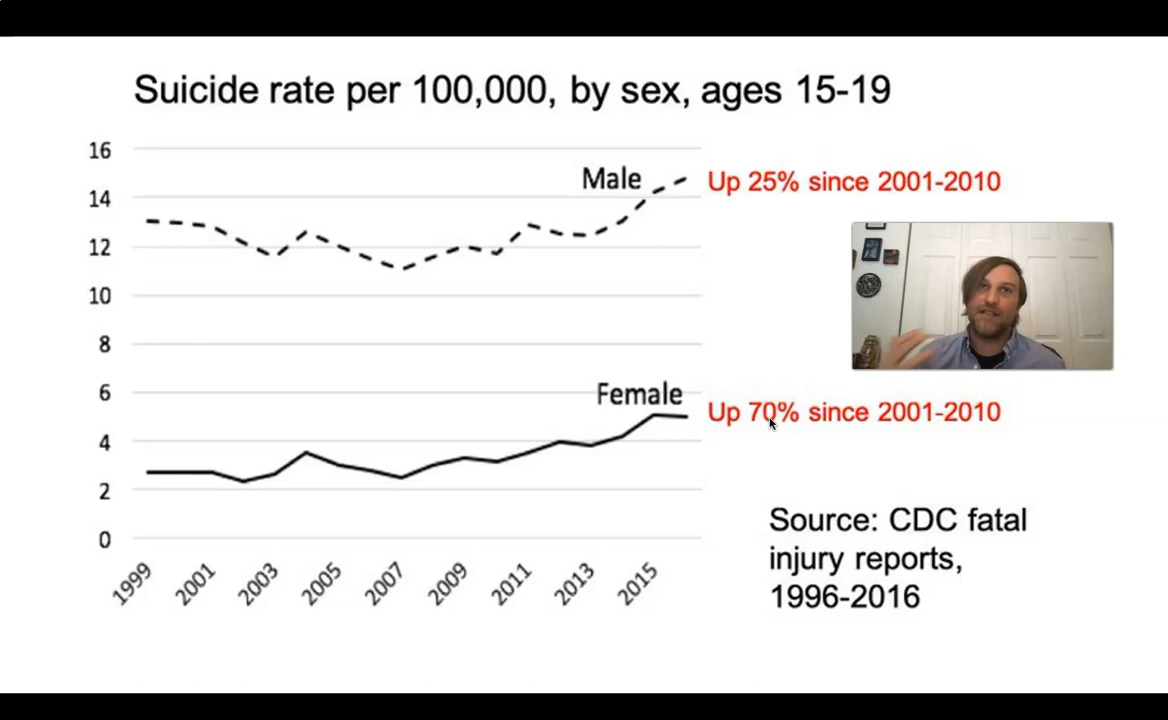 Suicide rate per 100,000, by sex, ages 15-19
16
14
12
10
8
6
4
2
0
Male
Up 25% since 2001-2010
Female
Up 70% since 2001-2010
1999
2001
2003
2005
2007
2009
2011
2013
2015
Source: CDC fatal
injury reports,
1996-2016